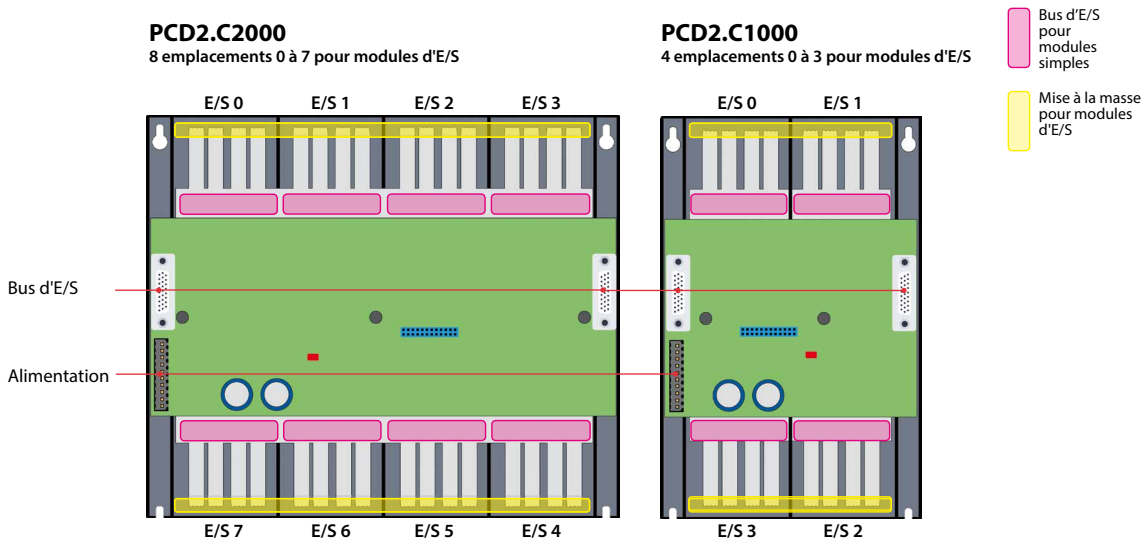 PCD2.C2000
8 emplacements 0 à 7 pour modules d'E/S
E/S 0
E/S 1
E/S 2
E/S 3
E/S 7
E/S 6
E/S 5
E/S 4
PCD2.C1000
4 emplacements 0 à 3 pour modules d'E/S
E/S 0
E/S 1
E/S 3
E/S 2
Bus d'E/S
Alimentation
Bus d'E/S
pour
modules
simples
Mise à la masse
pour modules
d'E/S